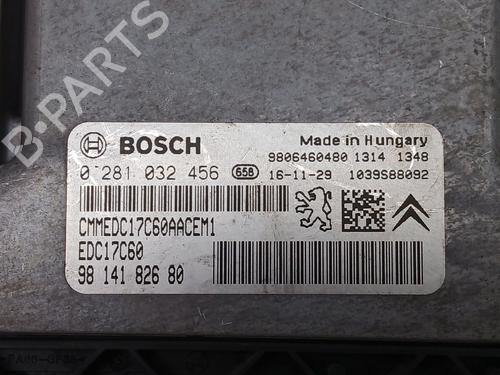 B-PARTS
BOSCH
Made in Hungary
9806460480 1314 1348
0 281 032 456 658 16-11-29 1039S88092
CMMEDC17C60AACEM1
EDC17C60
98 141 826 80